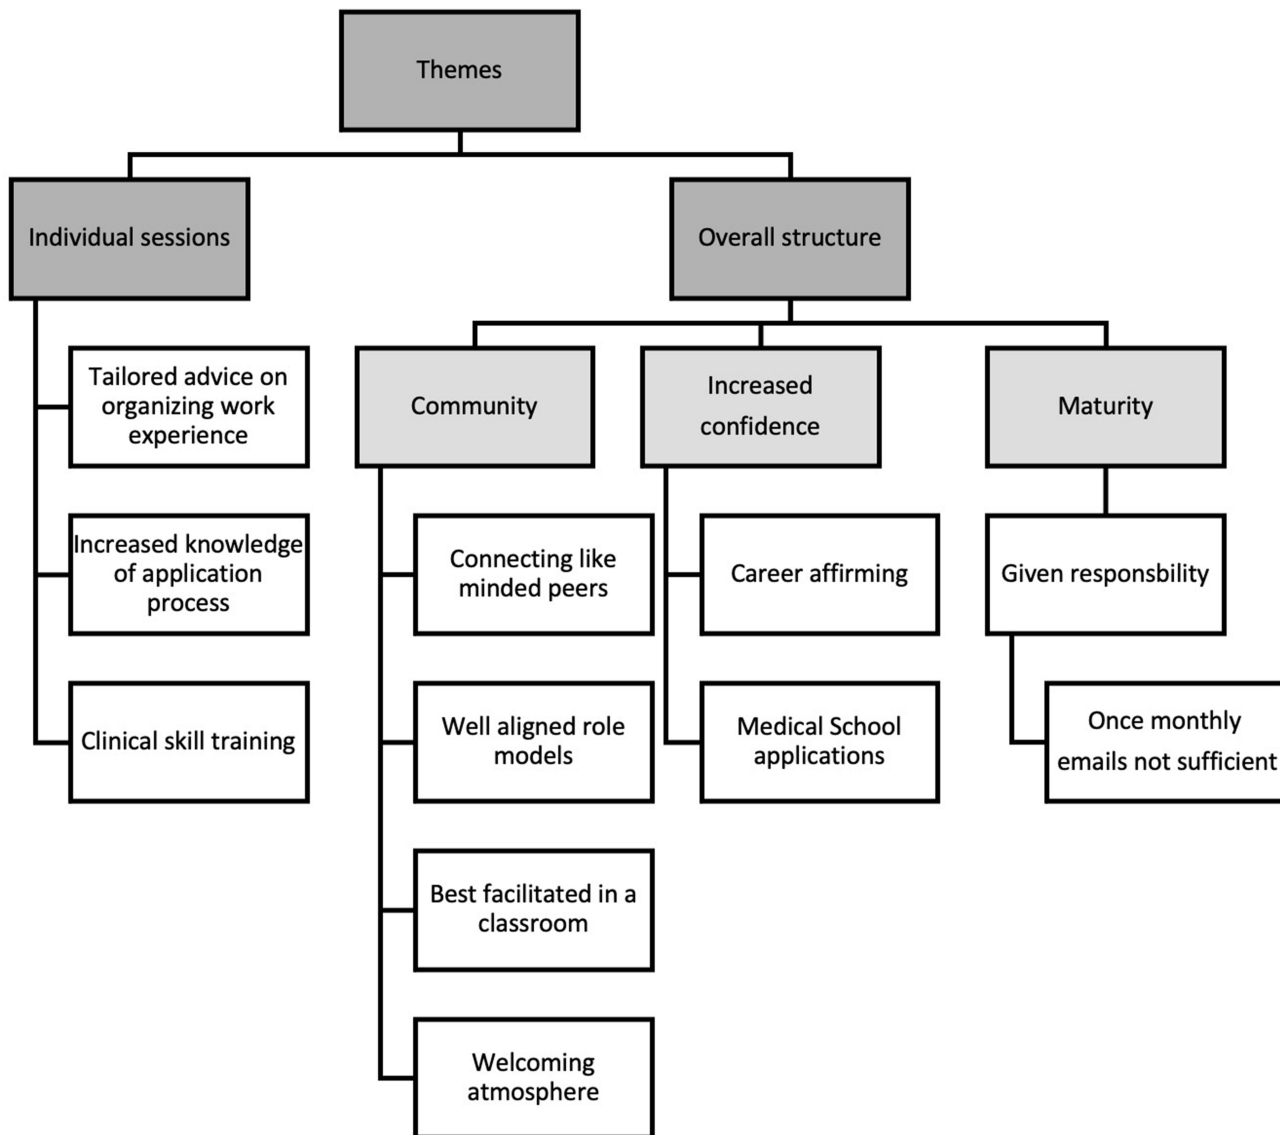 Themes
Individual sessions
Overall structure
Tailored advice on
organizing work
experience
Increased knowledge
of application
process
Clinical skill training
Community
Connecting like
minded peers
Well aligned role
models
Best facilitated in a
classroom
Welcoming
atmosphere
Increased
confidence
Career affirming
Medical School
applications
Maturity
Given responsbility
Once monthly
emails not sufficient